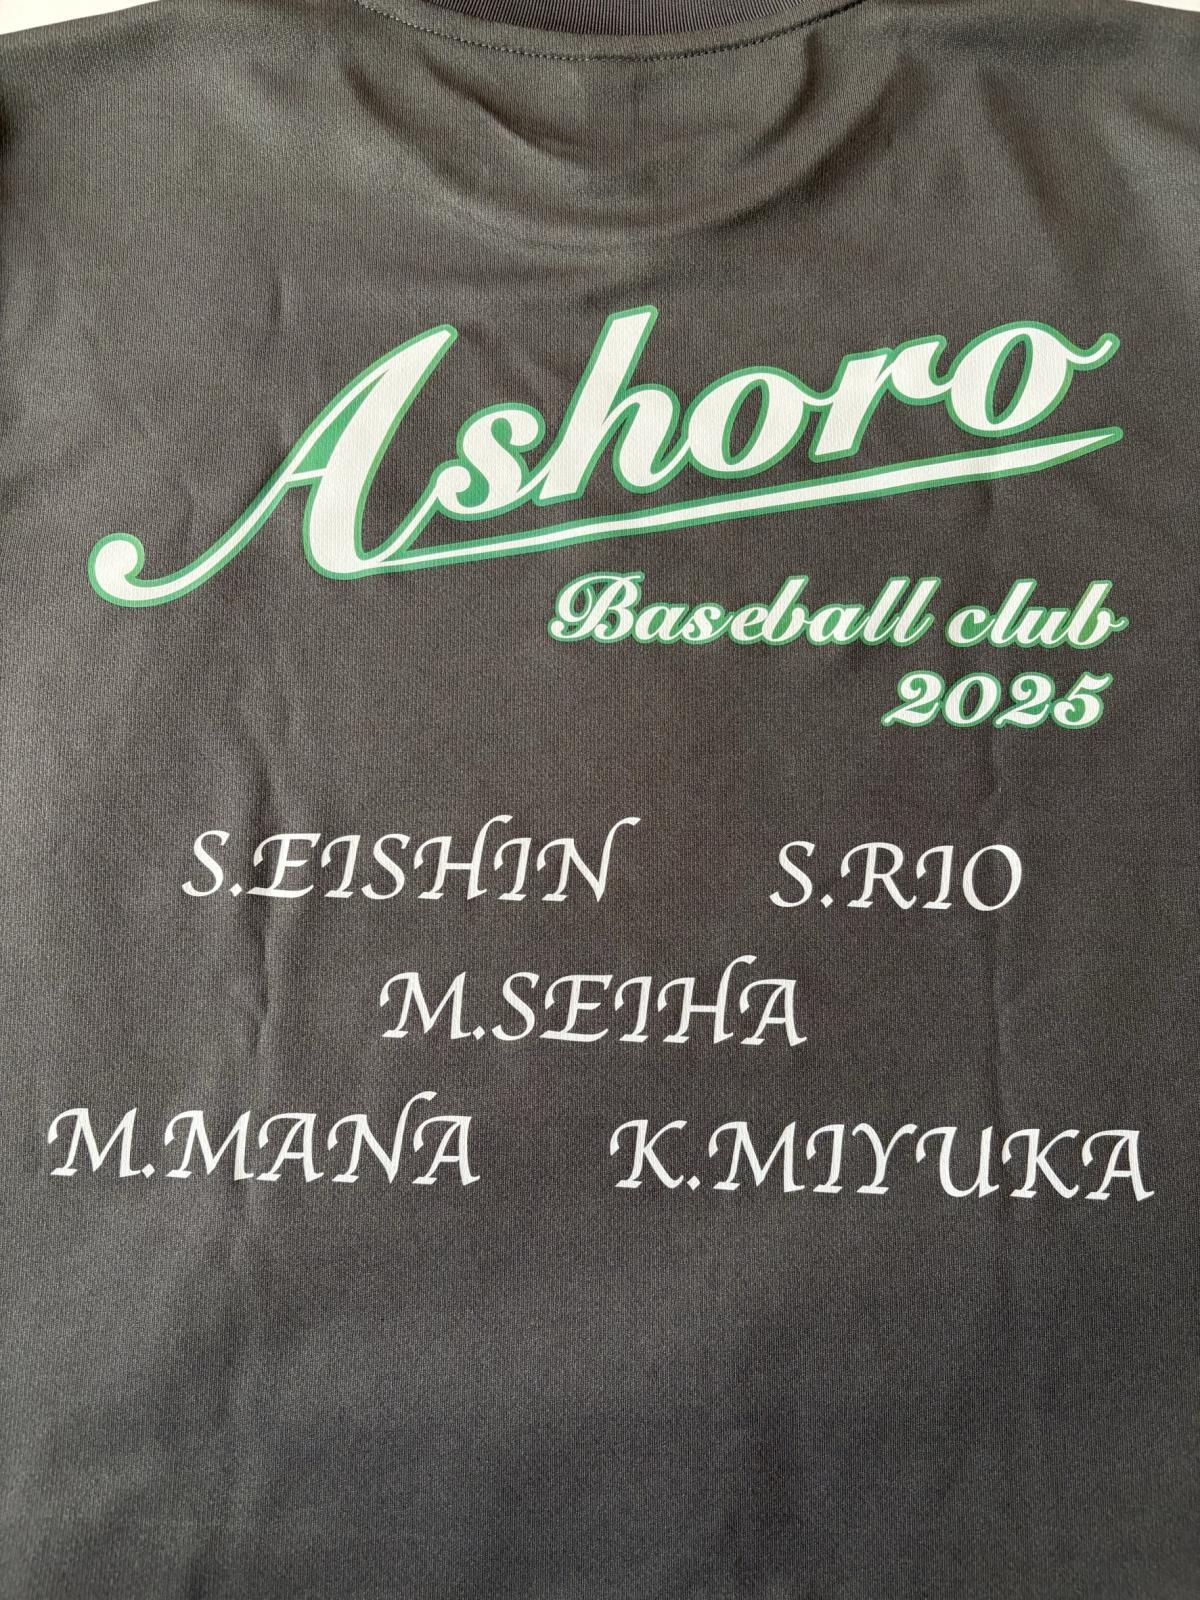 Ashoro
Baseball club
2025
S.EISHIN S.RIO
M.SEIHA
M.MANA K.MIYUKA